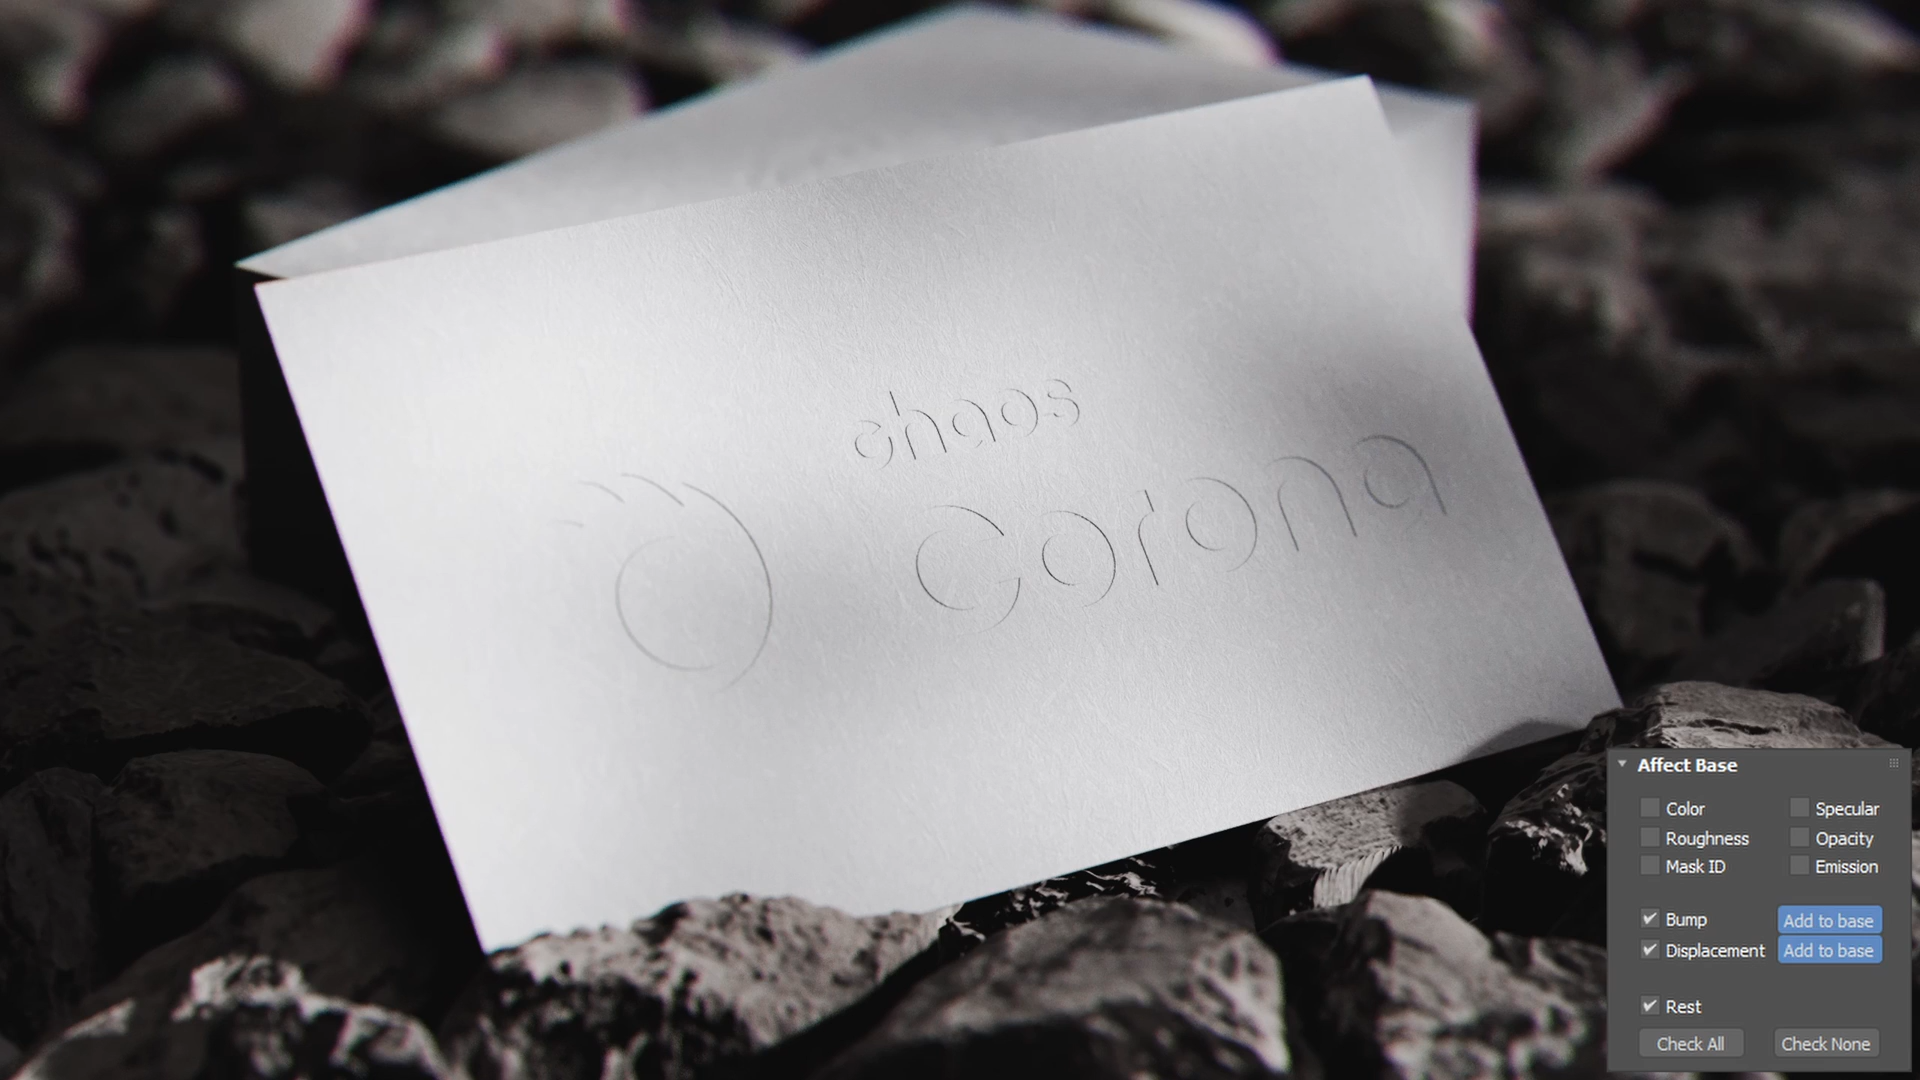 chaos
corona
Affect Base
Color Specular
Roughness Opacity
Mask ID Emission
Bump Add to base
Displacement Add to base
Rest
Check All Check None